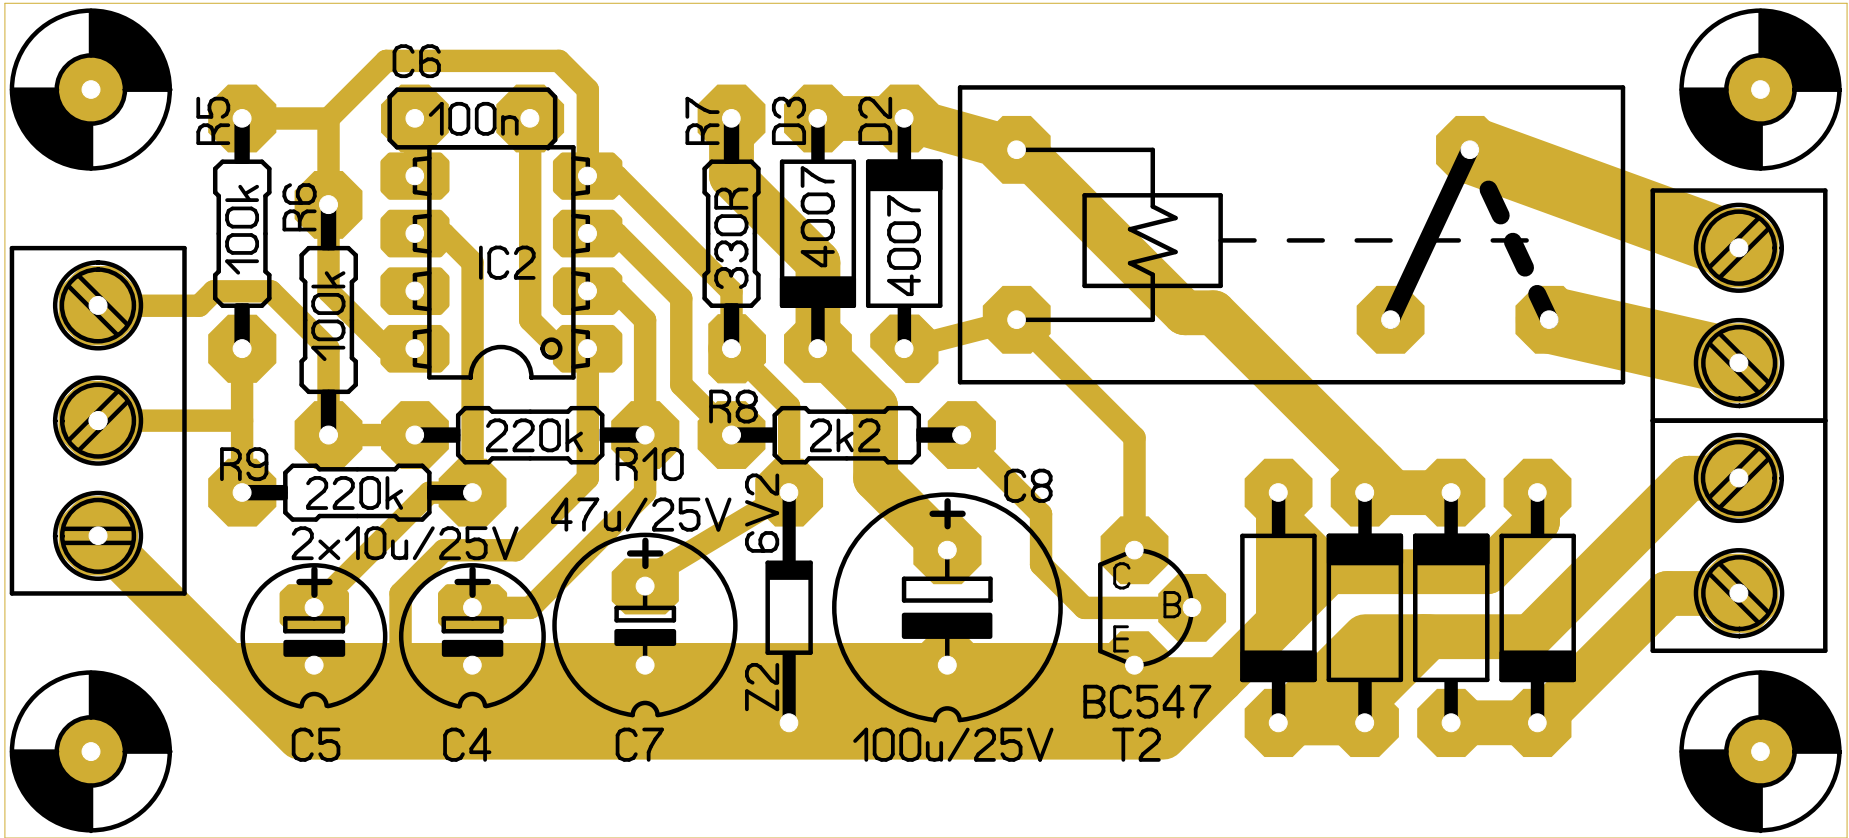 C6
R5
100n
R7
D3
D2
100k
R6
330R
4007
4007
IC2
100k
R8
220k
2k2
R9
R10
220k
47u/25V
6V2
C8
2x10u/25V
C
B
E
Z2
BC547
C5
C4
C7
100u/25V
T2